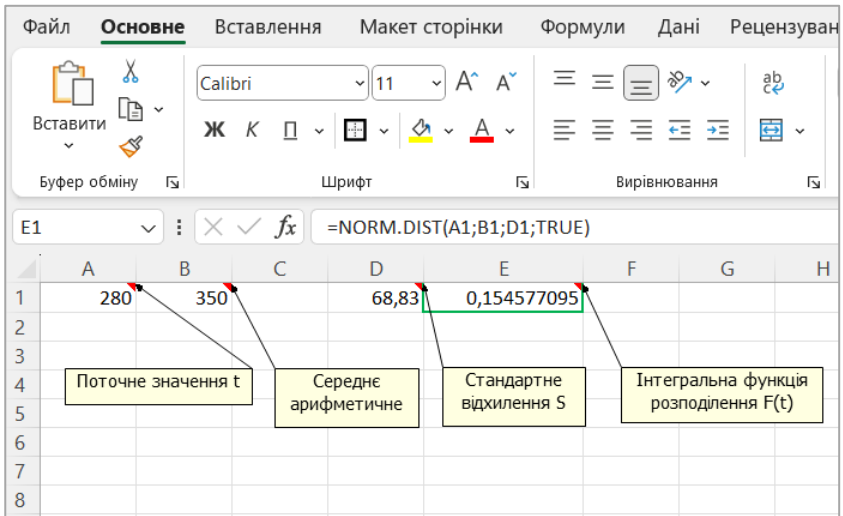 Файл Основне Вставлення Макет сторінки Формули Дані Рецензуван
Calibri 11 A A ab c
Вставити Ж К П A
Буфер обміну Шрифт Вирівнювання
E1 fx =NORM.DIST(A1;B1;D1;TRUE)
A B C D E F G H
1 280 350 68,83 0,154577095
2
3
Поточне значення t Середнє Стандартне Інтегральна функція
4 арифметичне відхилення S розподілення F(t)
5
6
7
8